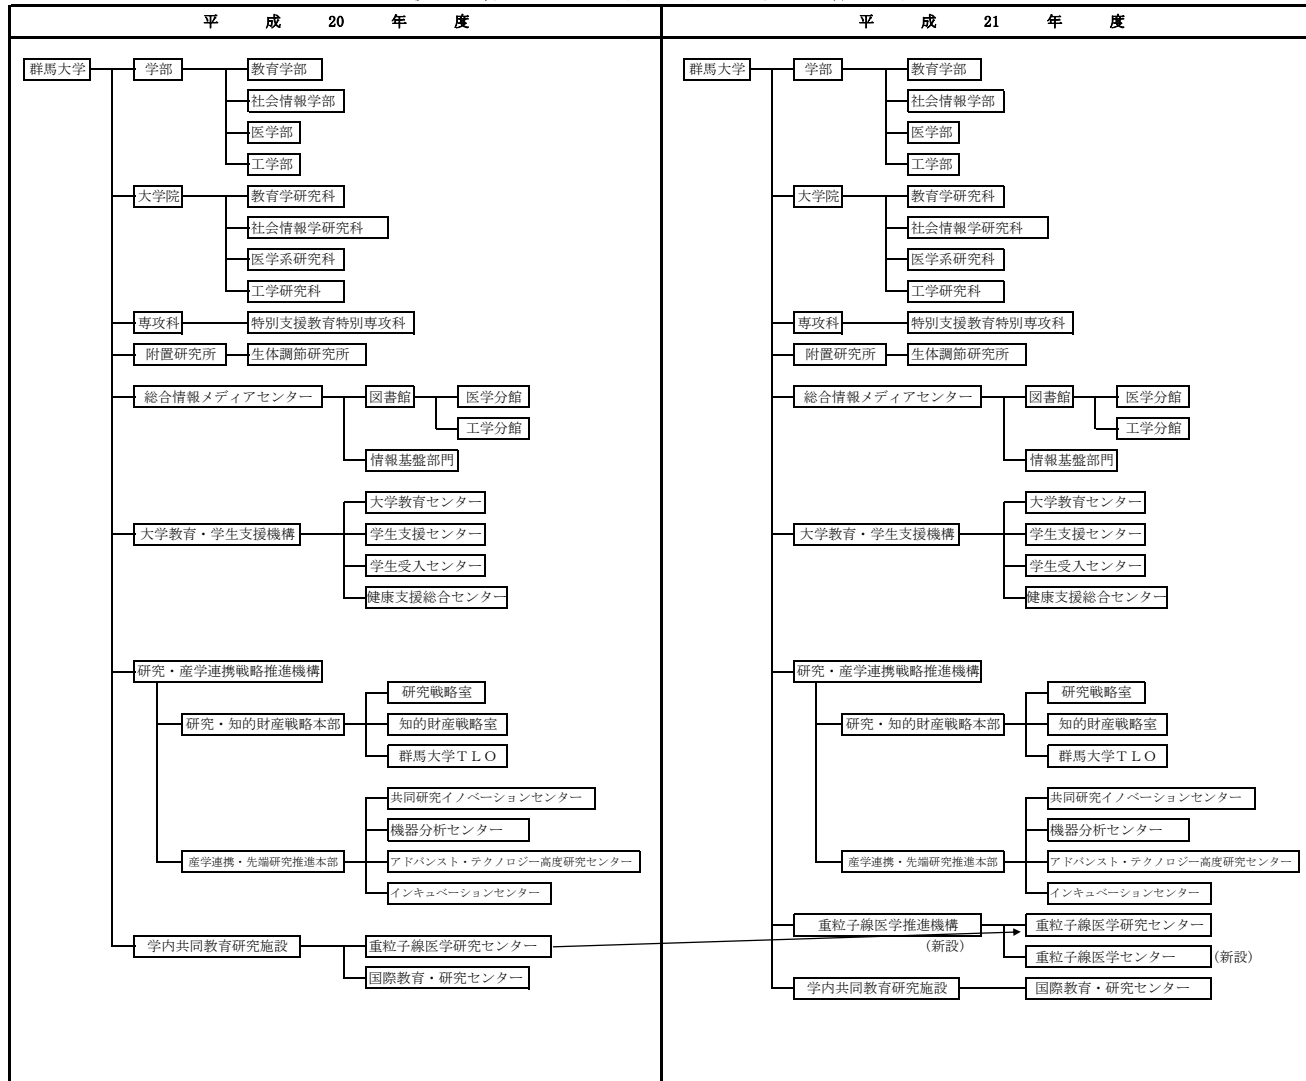 平 成 20 年 度
群馬大学 学部 教育学部
社会情報学部
医学部
工学部
大学院 教育学研究科
社会情報学研究科
医学系研究科
工学研究科
専攻科 特別支援教育特別専攻科
附置研究所 生体調節研究所
総合情報メディアセンター 図書館 医学分館
工学分館
情報基盤部門
大学教育センター
大学教育・学生支援機構 学生支援センター
学生受入センター
健康支援総合センター
研究・産学連携戦略推進機構
研究戦略室
研究・知的財産戦略本部 知的財産戦略室
群馬大学TLO
共同研究イノベーションセンター
機器分析センター
産学連携・先端研究推進本部 アドバンスト・テクノロジー高度研究センター
インキュベーションセンター
学内共同教育研究施設 重粒子線医学研究センター
国際教育・研究センター
平 成 21 年 度
群馬大学 学部 教育学部
社会情報学部
医学部
工学部
大学院 教育学研究科
社会情報学研究科
医学系研究科
工学研究科
専攻科 特別支援教育特別専攻科
附置研究所 生体調節研究所
総合情報メディアセンター 図書館 医学分館
工学分館
情報基盤部門
大学教育センター
大学教育・学生支援機構 学生支援センター
学生受入センター
健康支援総合センター
研究・産学連携戦略推進機構
研究戦略室
研究・知的財産戦略本部 知的財産戦略室
群馬大学TLO
共同研究イノベーションセンター
機器分析センター
産学連携・先端研究推進本部 アドバンスト・テクノロジー高度研究センター
インキュベーションセンター
重粒子線医学推進機構 重粒子線医学研究センター
(新設)
重粒子線医学センター (新設)
学内共同教育研究施設 国際教育・研究センター